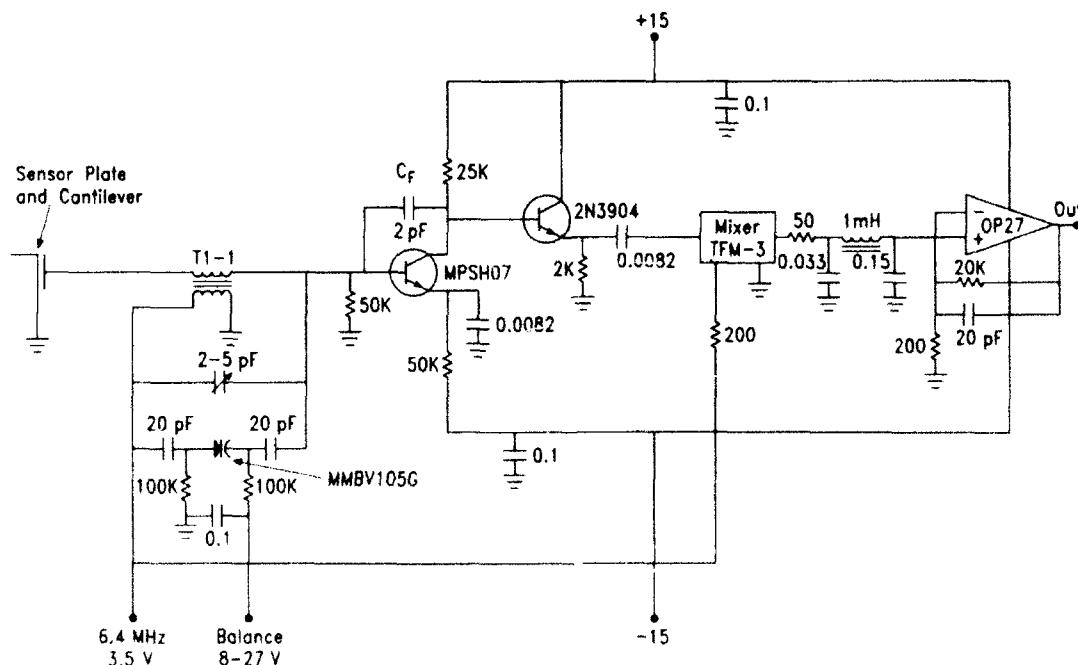 +15
0.1
Sensor Plate
and Cantilever
CF
25K
2 pF
2N3904
Mixer
TFM-3
50
1mH
OP27
Out
-
+
T1-1
MPSH07
0.0082
0.033
0.15
2K
20K
50K
0.0082
200
20 pF
200
50K
2-5 pF
20 pF
20 pF
0.1
MMBV105G
100K
100K
0.1
6.4 MHz
3.5 V
Balance
8-27 V
-15